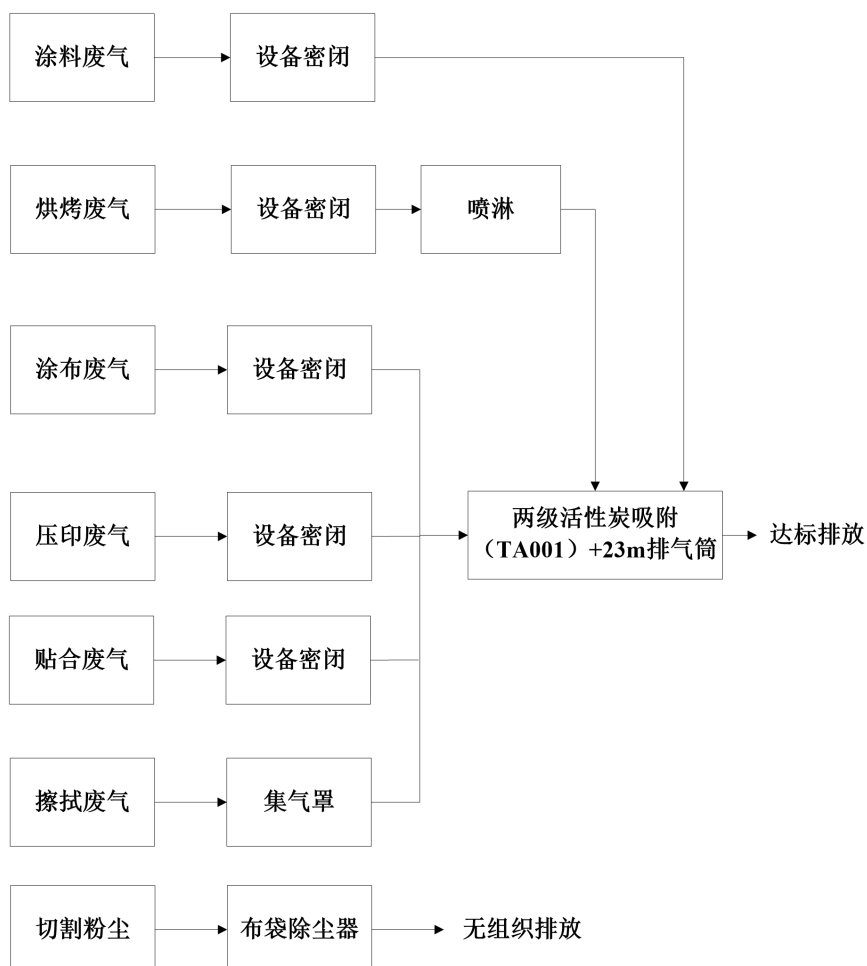 涂料废气
设备密闭
烘烤废气
设备密闭
喷淋
涂布废气
设备密闭
压印废气
设备密闭
两级活性炭吸附
（TA001）+23m排气筒
达标排放
贴合废气
设备密闭
擦拭废气
集气罩
切割粉尘
布袋除尘器
无组织排放